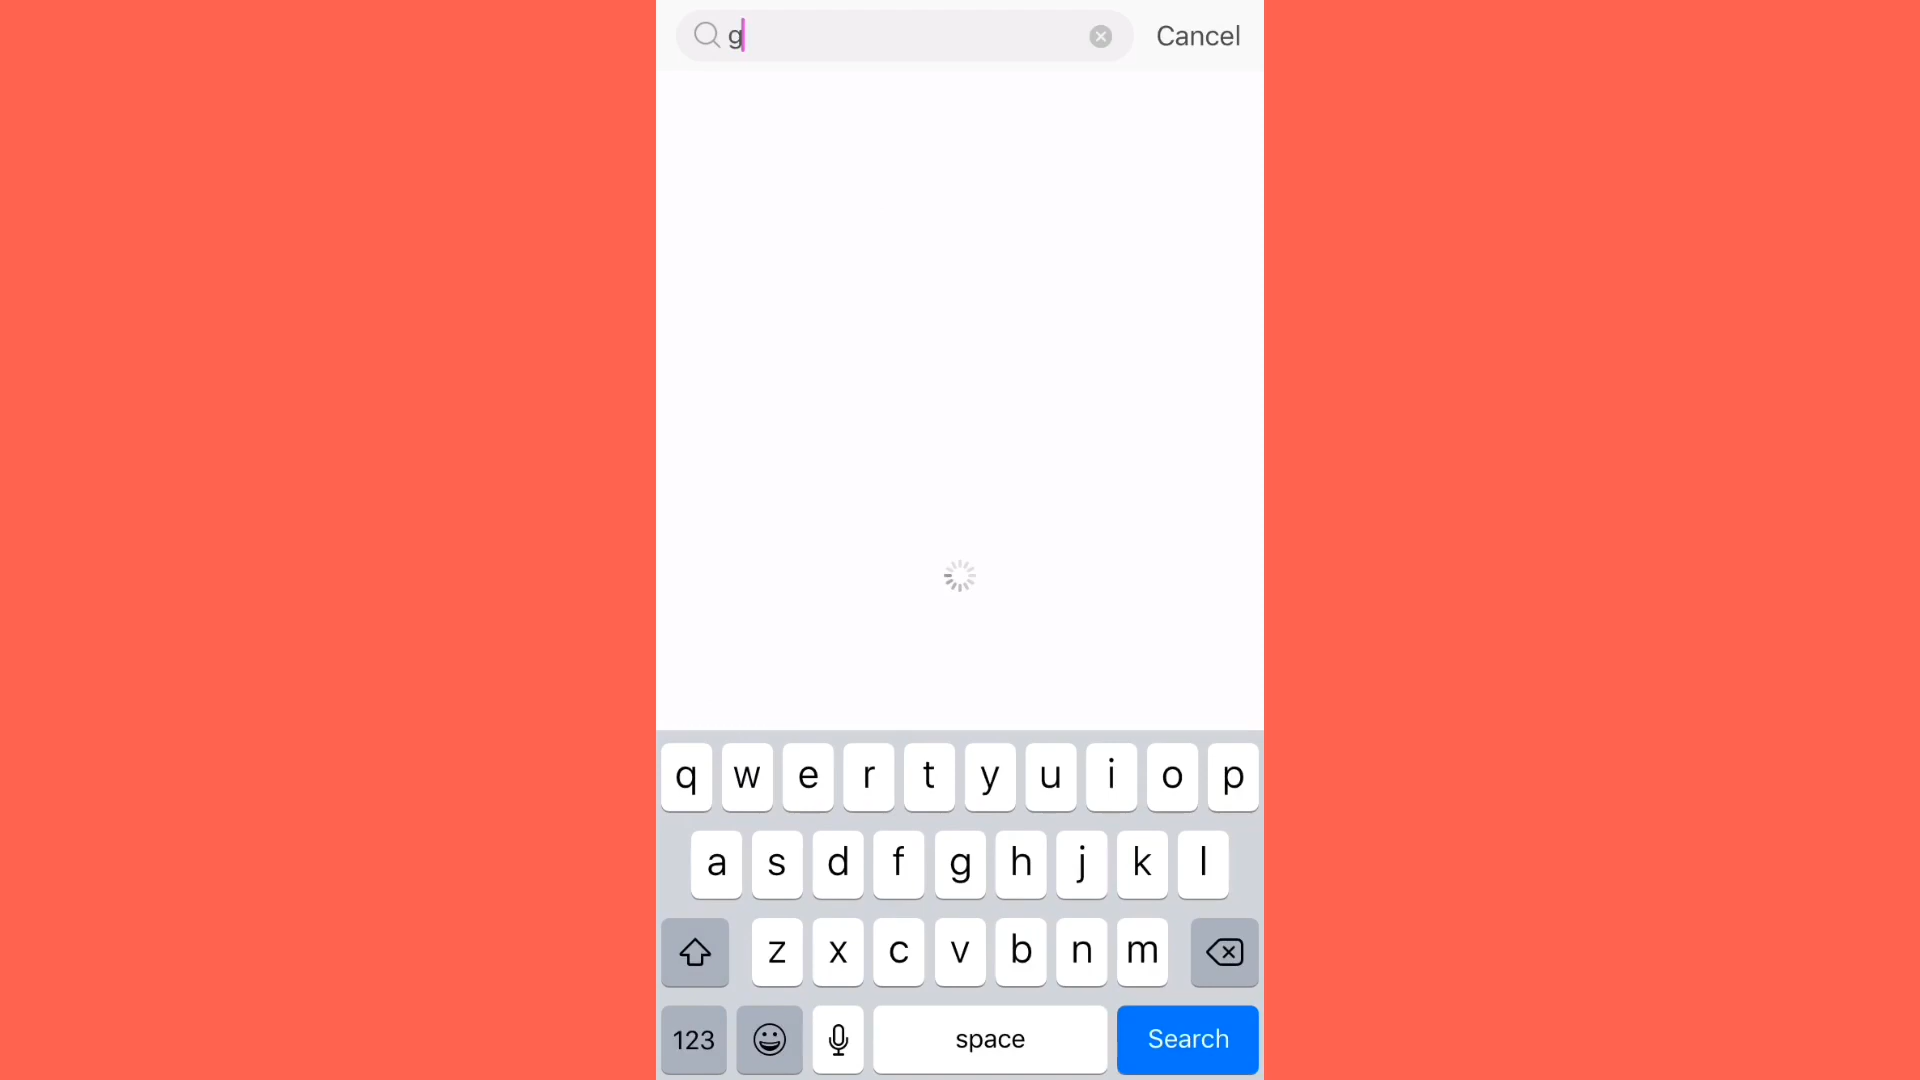 g Cancel
q w e r t y u i o p
a s d f g h j k l
z x c v b n m
123 space Search